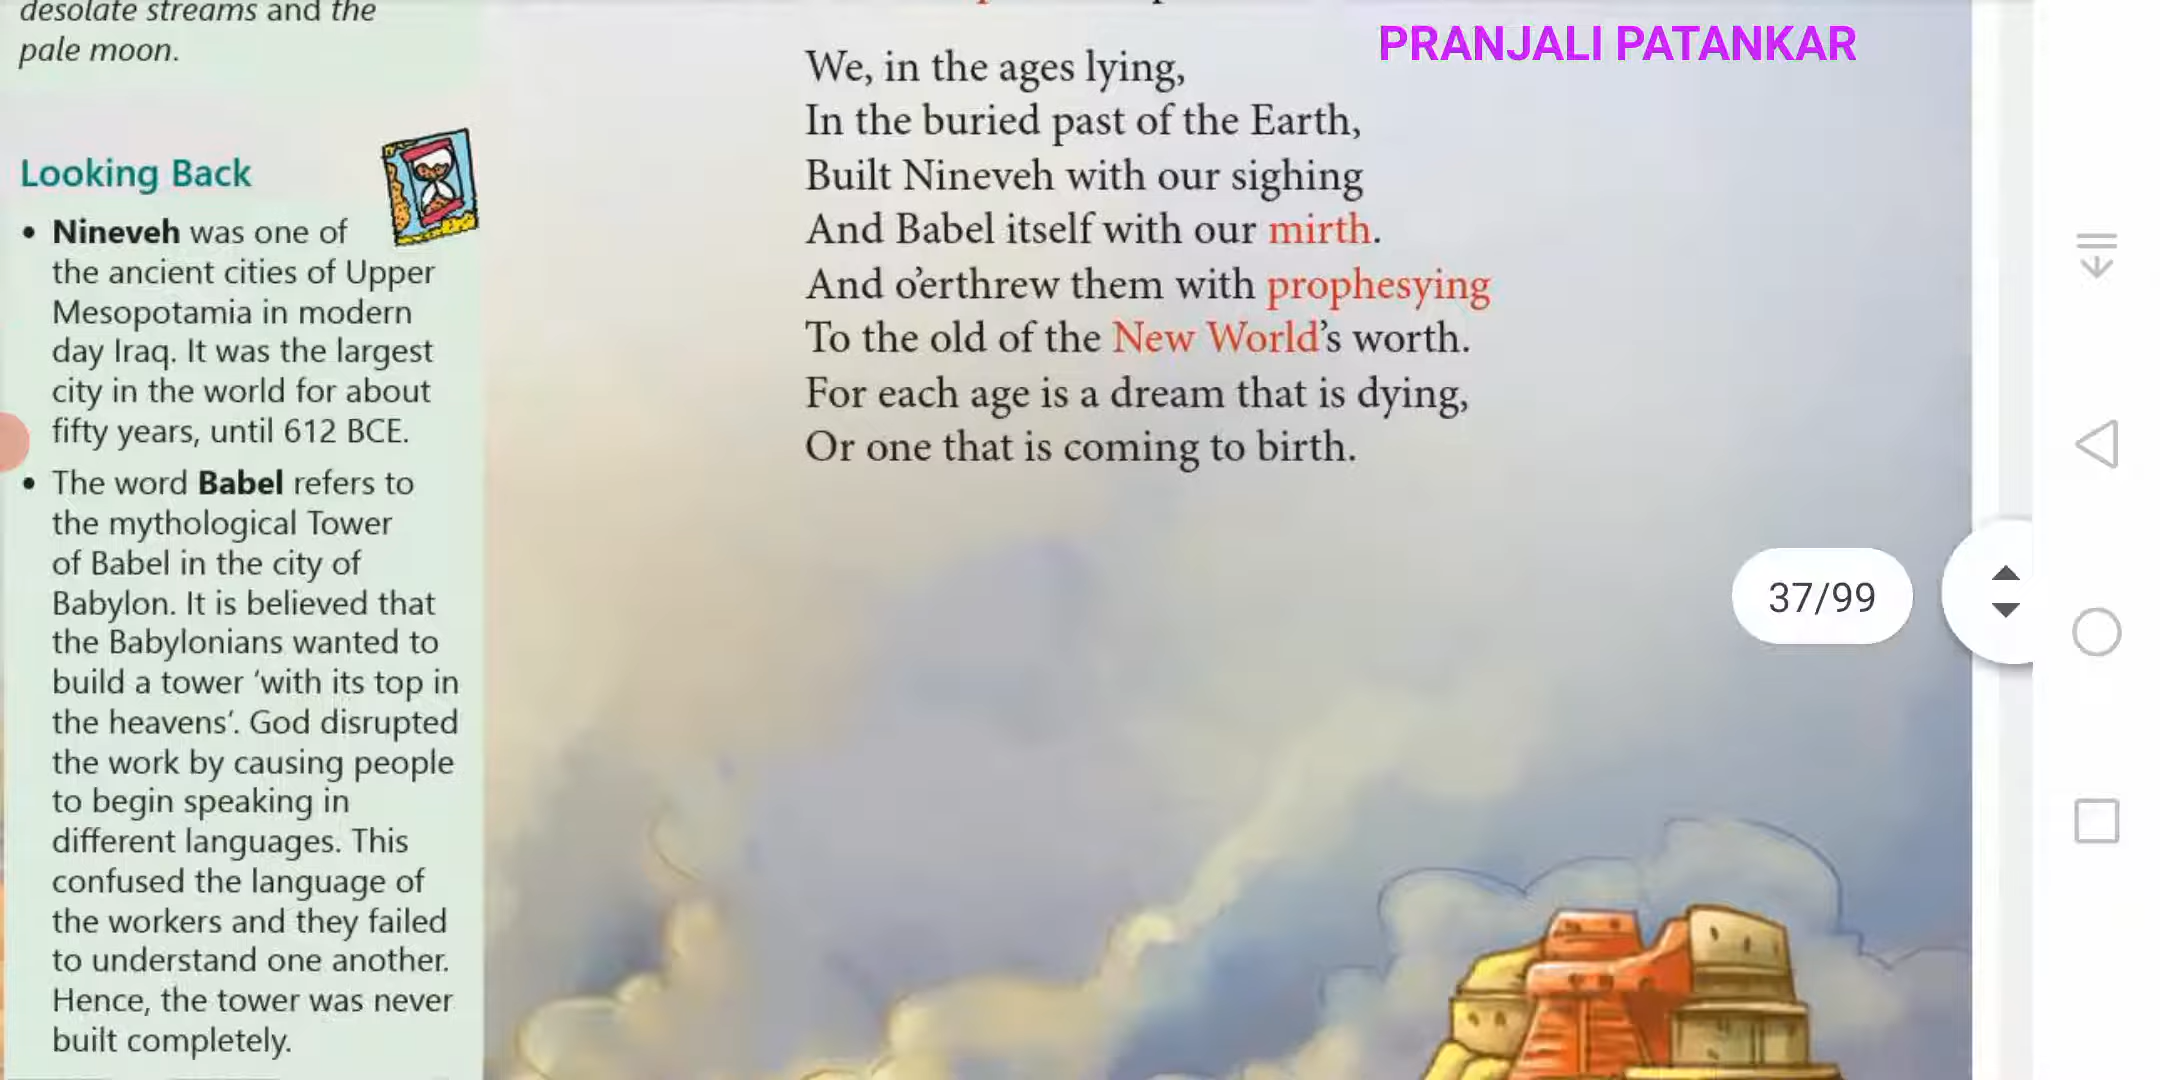 desolate streams and the
pale moon.
Looking Back
• Nineveh was one of
the ancient cities of Upper
Mesopotamia in modern
day Iraq. It was the largest
city in the world for about
fifty years, until 612 BCE.
• The word Babel refers to
the mythological Tower
of Babel in the city of
Babylon. It is believed that
the Babylonians wanted to
build a tower ‘with its top in
the heavens’. God disrupted
the work by causing people
to begin speaking in
different languages. This
confused the language of
the workers and they failed
to understand one another.
Hence, the tower was never
built completely.
PRANJALI PATANKAR
We, in the ages lying,
In the buried past of the Earth,
Built Nineveh with our sighing
And Babel itself with our mirth.
And o’erthrew them with prophesying
To the old of the New World’s worth.
For each age is a dream that is dying,
Or one that is coming to birth.
37/99